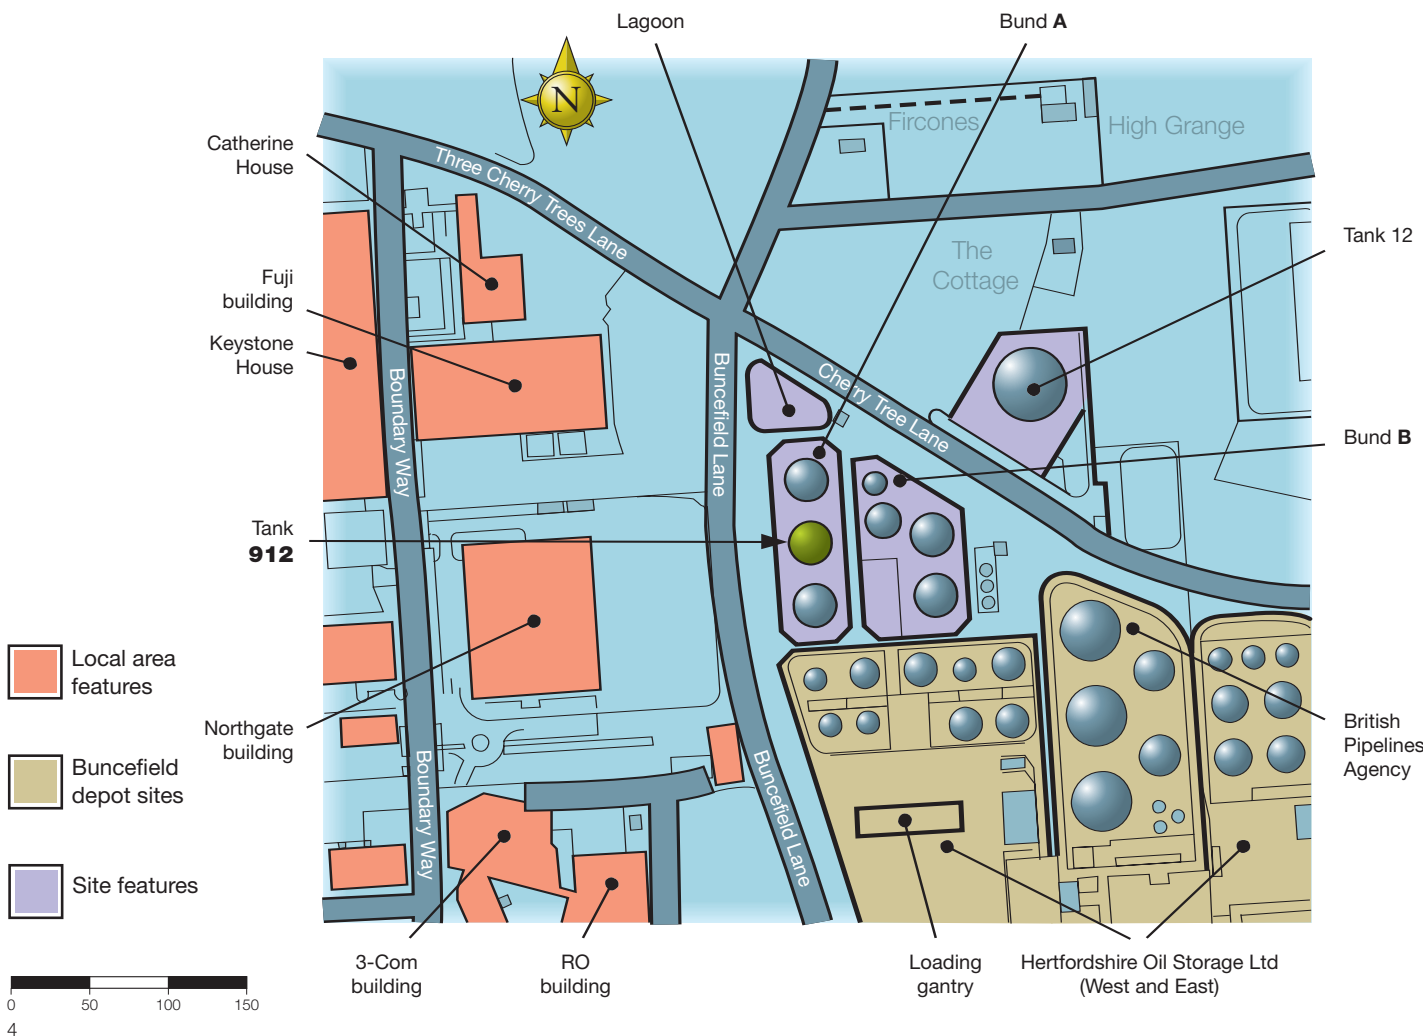 Lagoon
Bund A
N
Catherine
House
Fircones
High Grange
Three Cherry Trees Lane
The
Cottage
Tank 12
Fuji
building
Keystone
House
Boundary Way
Buncefield Lane
Cherry Tree Lane
Bund B
Tank
912
Local area
features
Northgate
building
British
Pipelines
Agency
Buncefield
depot sites
Boundary Way
Buncefield Lane
Site features
3-Com
building
RO
building
Loading
gantry
Hertfordshire Oil Storage Ltd
(West and East)
0 50 100 150
4